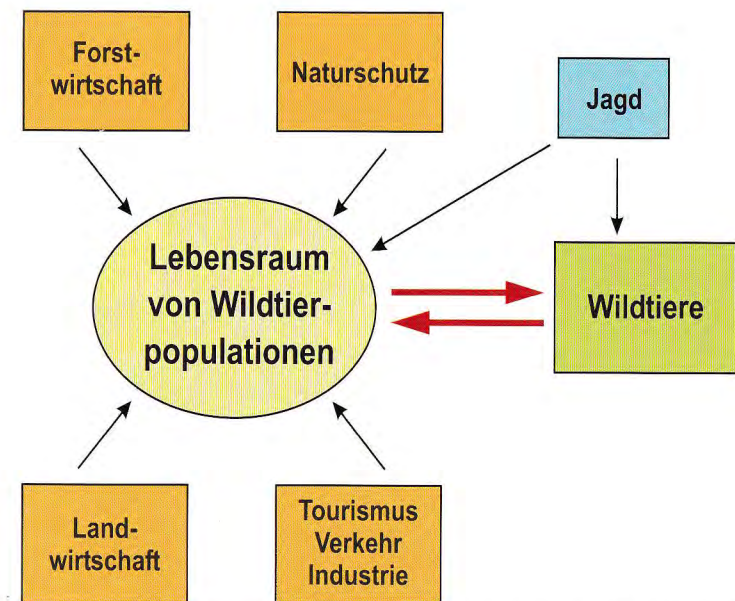 Forst-
wirtschaft
Naturschutz
Jagd
Lebensraum
von Wildtier-
populationen
Wildtiere
Land-
wirtschaft
Tourismus
Verkehr
Industrie